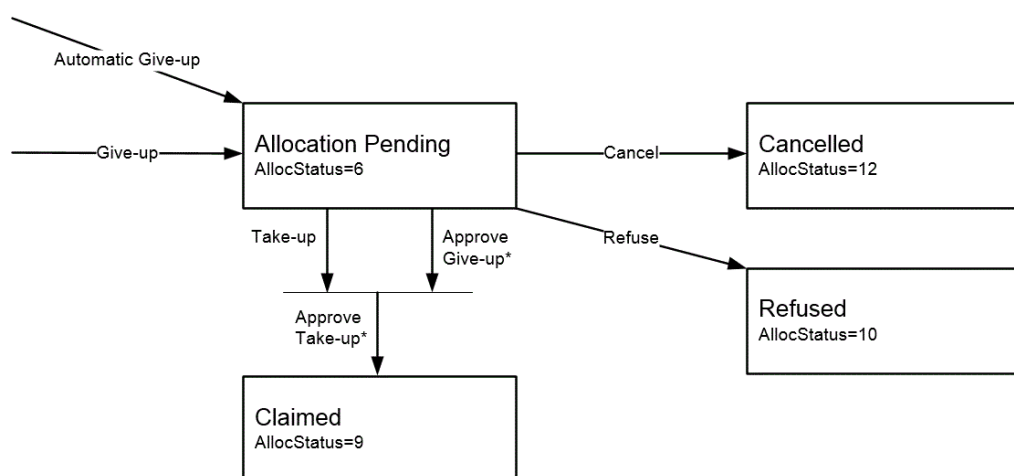 Automatic Give-up
Give-up
Allocation Pending
AllocStatus=6
Cancel
Cancelled
AllocStatus=12
Take-up
Approve
Give-up*
Refuse
Refused
AllocStatus=10
Approve
Take-up*
Claimed
AllocStatus=9